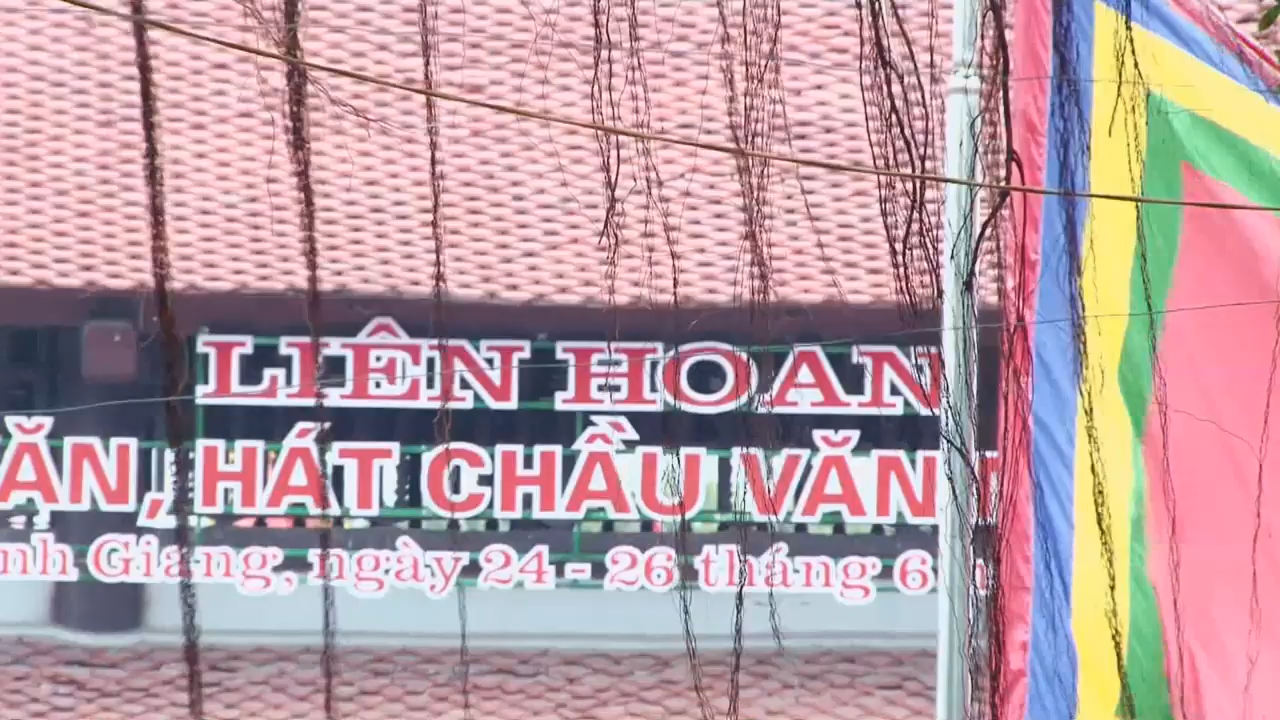 LIÊN HOAN
ĂN, HÁT CHẦU VĂN
nh Giang, ngày 24 - 26 tháng 6